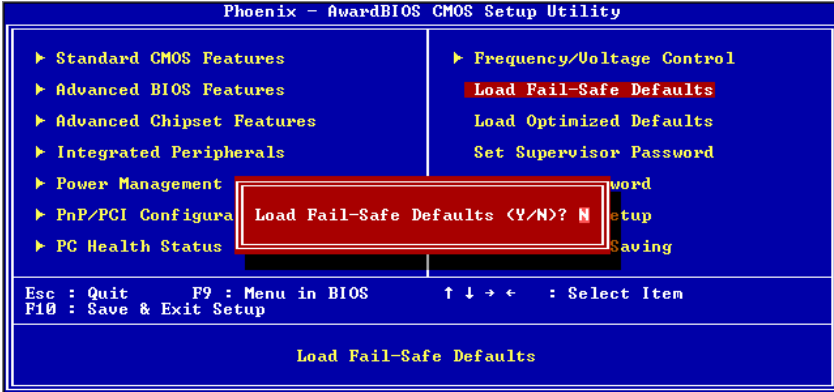 Phoenix - AwardBIOS CMOS Setup Utility
Standard CMOS Features
Advanced BIOS Features
Advanced Chipset Features
Integrated Peripherals
Power Management
PnP/PCI Configura
PC Health Status
Frequency/Voltage Control
Load Fail-Safe Defaults
Load Optimized Defaults
Set Supervisor Password
word
etup
Saving
Load Fail-Safe Defaults (Y/N)? N
Esc : Quit F9 : Menu in BIOS ↑ ↓ → ← : Select Item
F10 : Save & Exit Setup
Load Fail-Safe Defaults